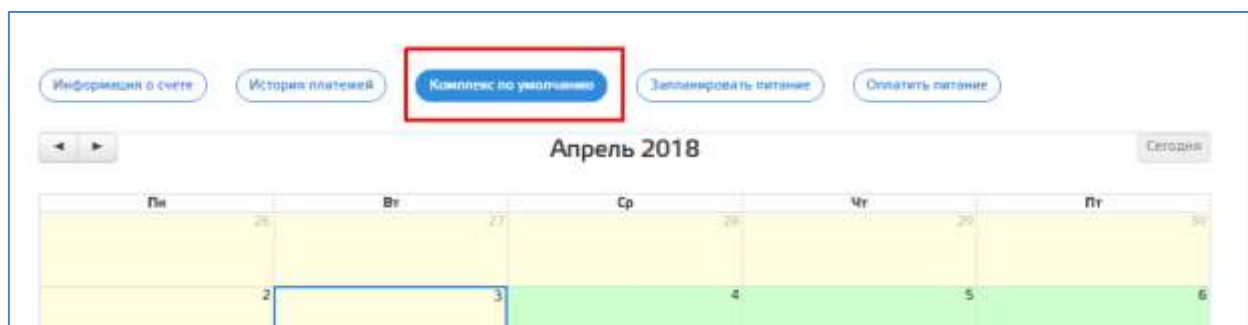 Информация о счете История платежей Комплекс по умолчанию Запланировать питание Оплатить питание
Апрель 2018 Сегодня
Пн Вт Ср Чт Пт
26 27 28 29 30
2 3 4 5 6